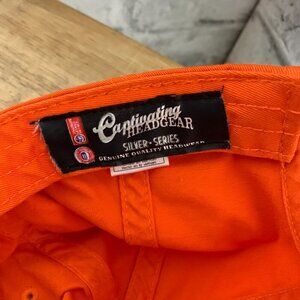 Captivating
HEADGEAR
SILVER-SERIES
GENUINE QUALITY HEADWEAR